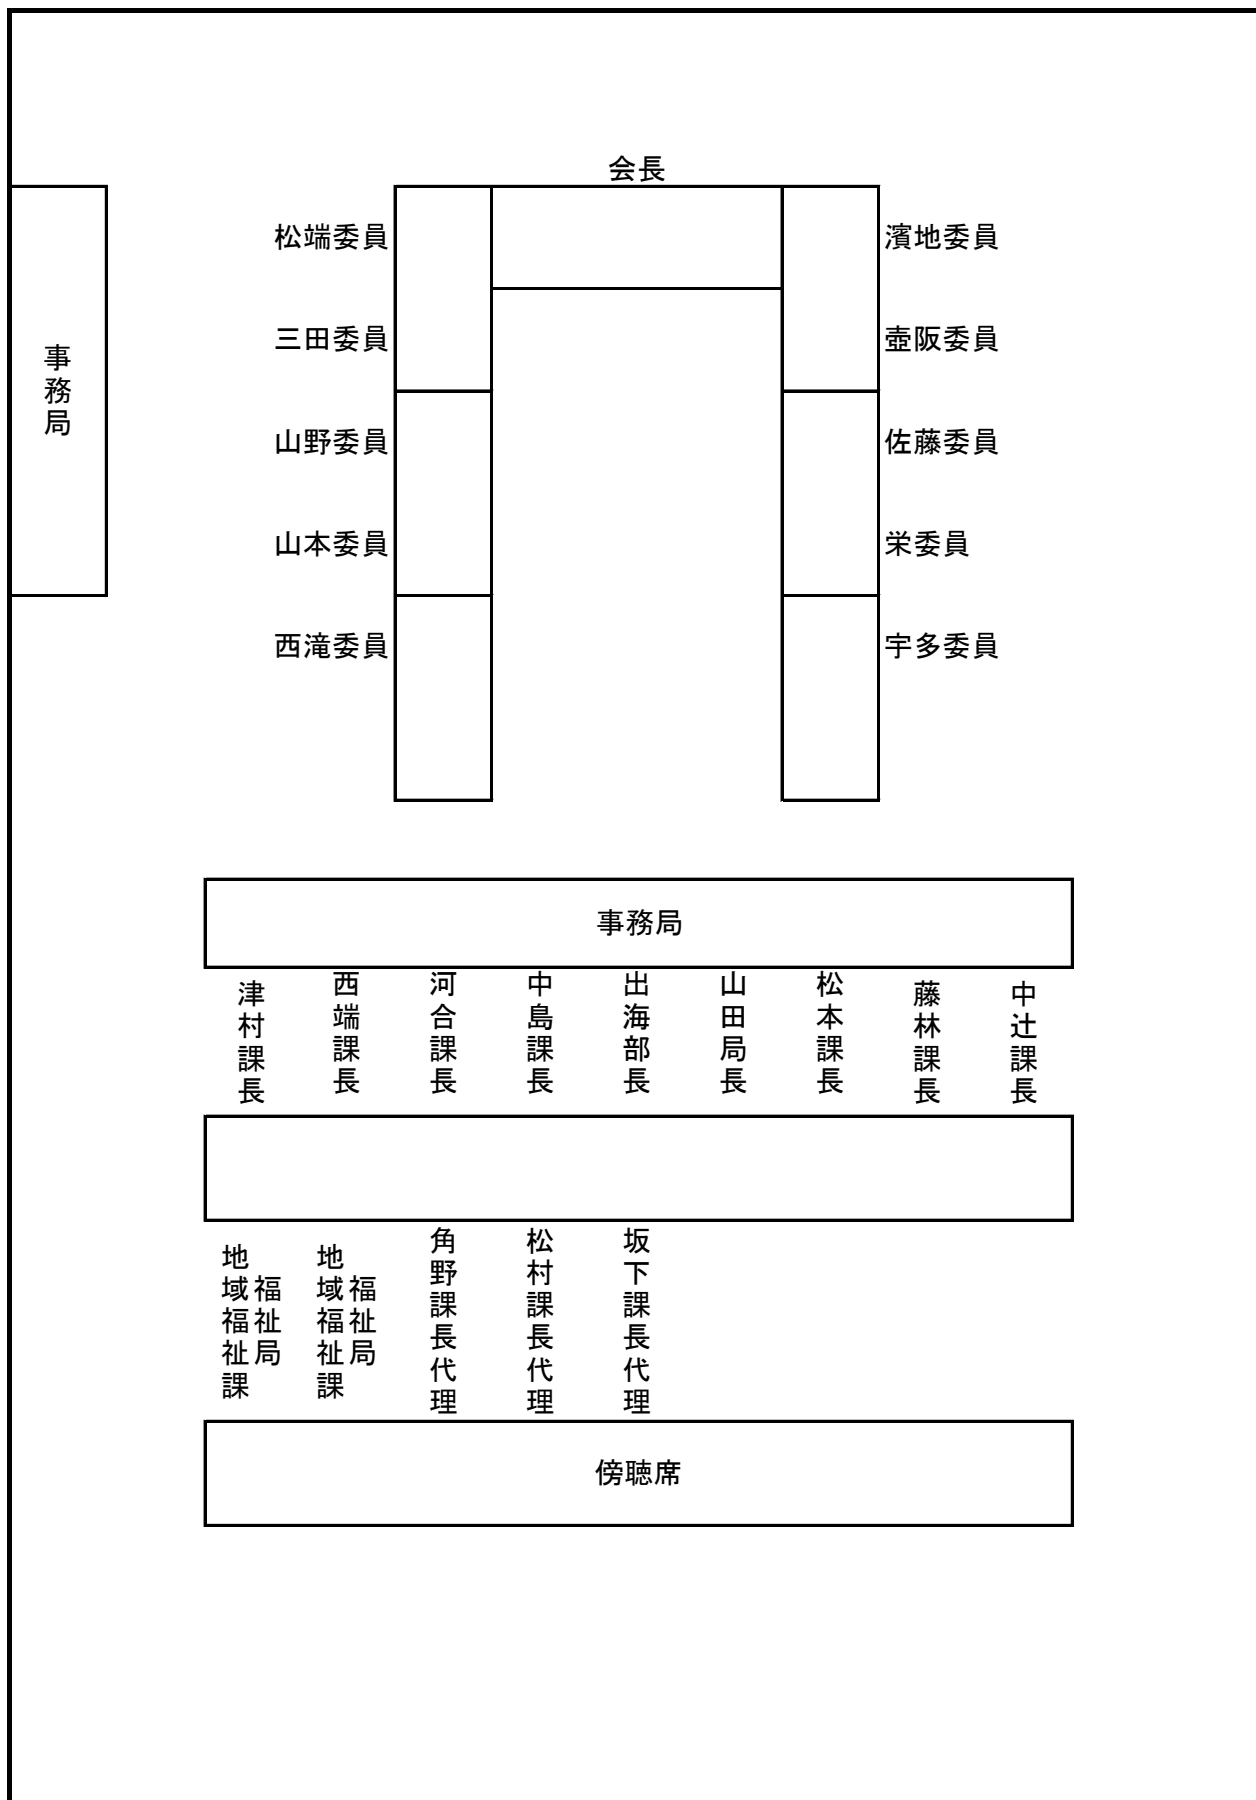 会長
松端委員
濱地委員
三田委員
壺阪委員
事務局
山野委員
佐藤委員
山本委員
栄委員
西滝委員
宇多委員
事務局
津村課長
西端課長
河合課長
中島課長
出海部長
山田局長
松本課長
藤林課長
中辻課長
福祉局
地域福祉課
福祉局
地域福祉課
角野課長代理
松村課長代理
坂下課長代理
傍聴席